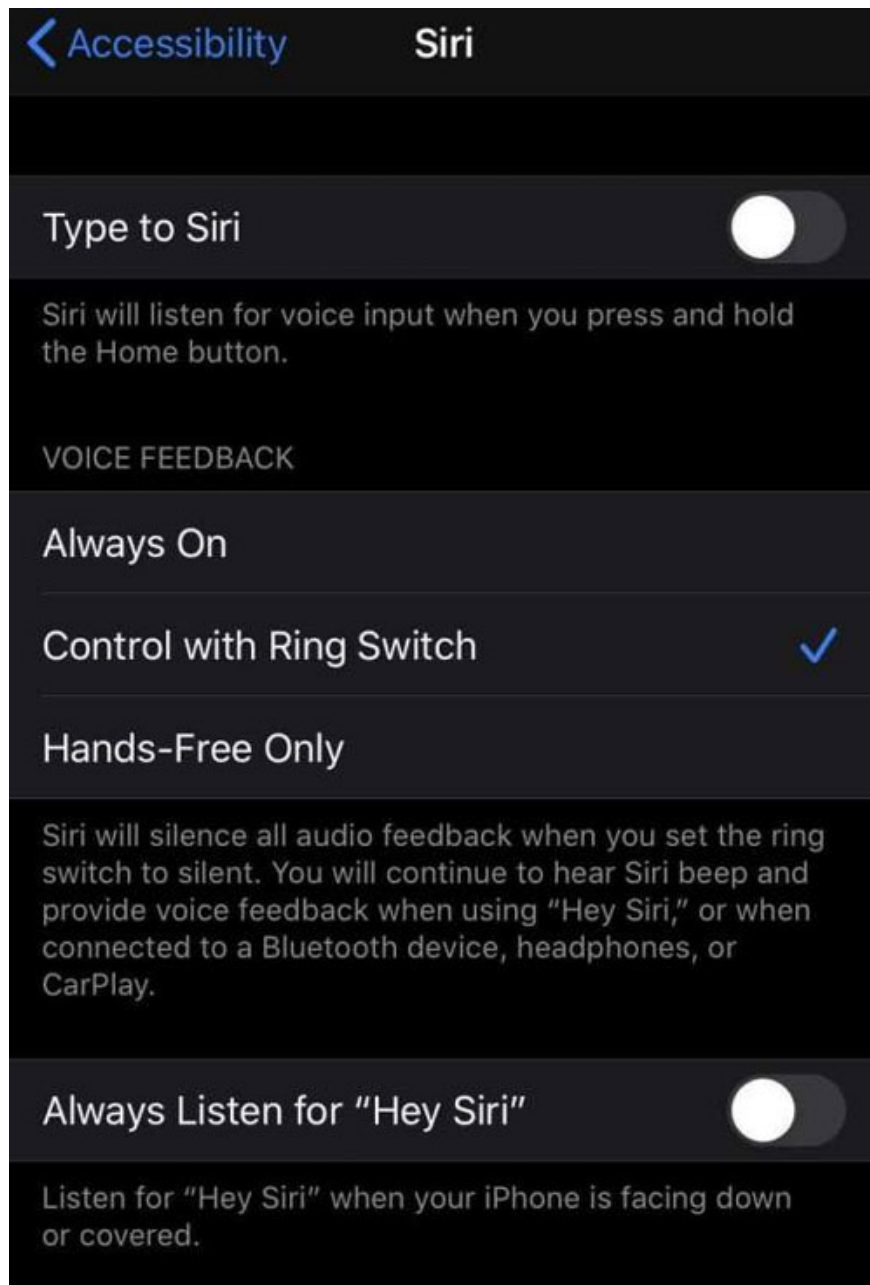 Accessibility
Siri
Type to Siri
Siri will listen for voice input when you press and hold
the Home button.
VOICE FEEDBACK
Always On
Control with Ring Switch
Hands-Free Only
Siri will silence all audio feedback when you set the ring
switch to silent. You will continue to hear Siri beep and
provide voice feedback when using “Hey Siri,” or when
connected to a Bluetooth device, headphones, or
CarPlay.
Always Listen for “Hey Siri”
Listen for “Hey Siri” when your iPhone is facing down
or covered.